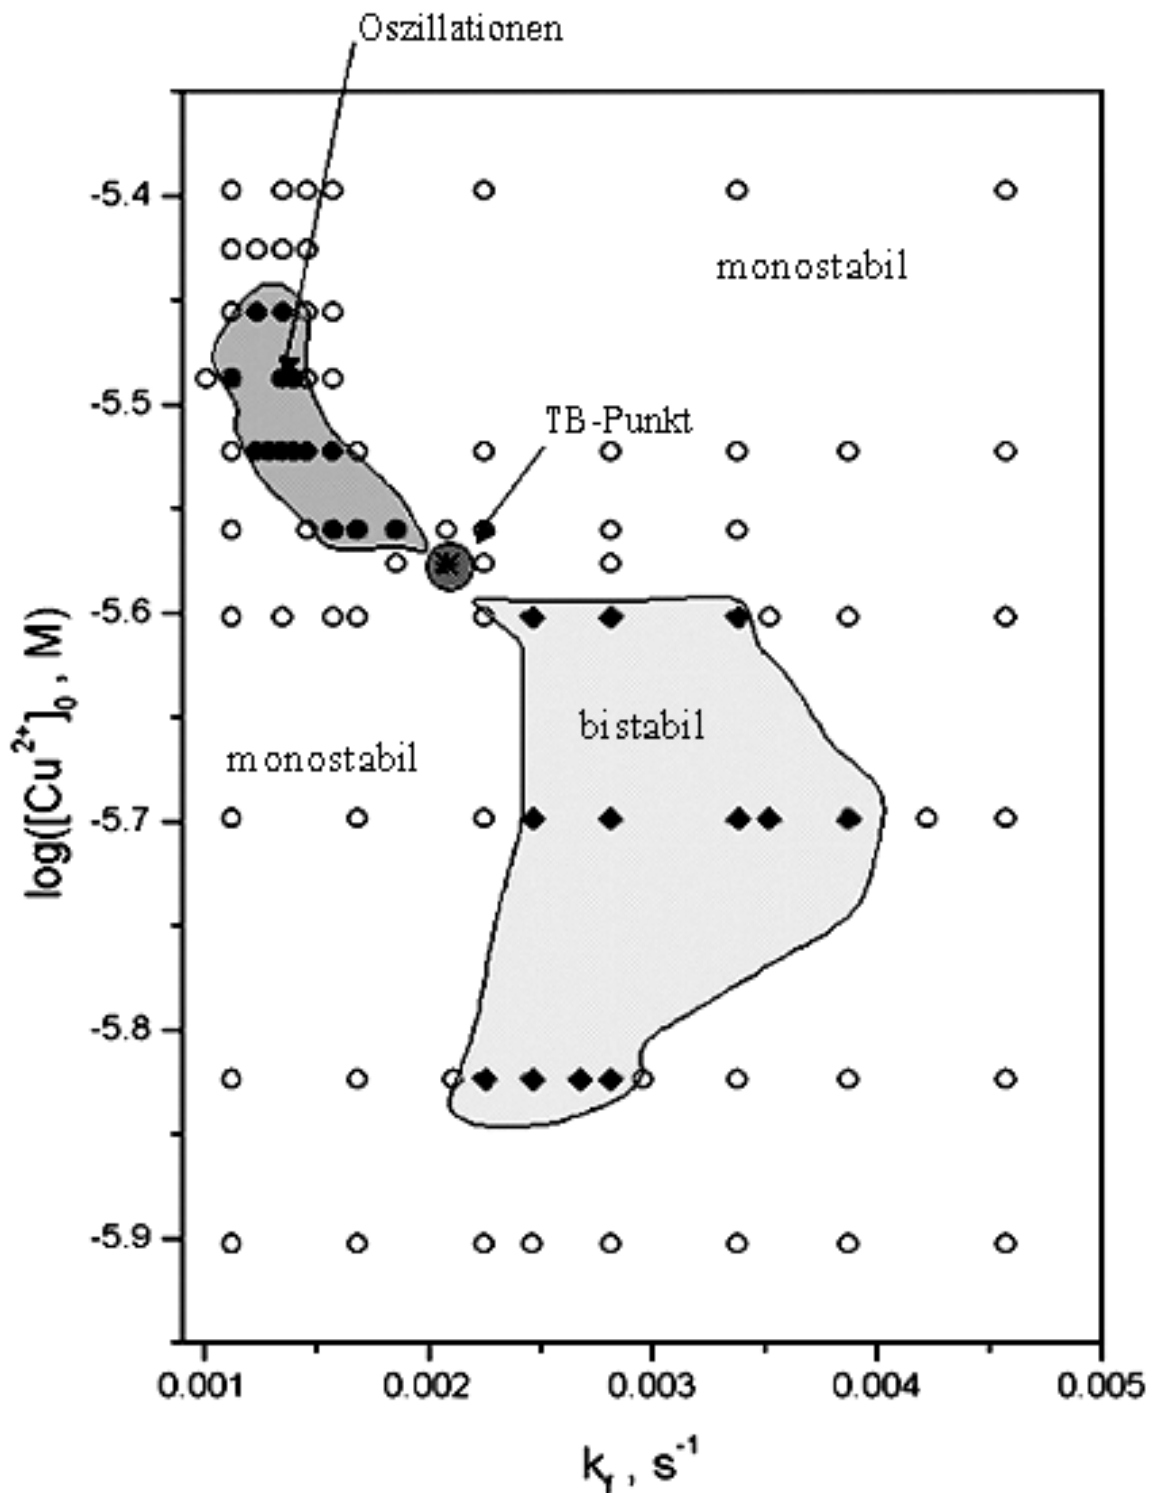 Oszillationen
-5.4
monostabil
-5.5
TB-Punkt
-5.6
bistabil
monostabil
-5.7
-5.8
-5.9
log([Cu²⁺]₀ , M)
0.001 0.002 0.003 0.004 0.005
k_f , s⁻¹